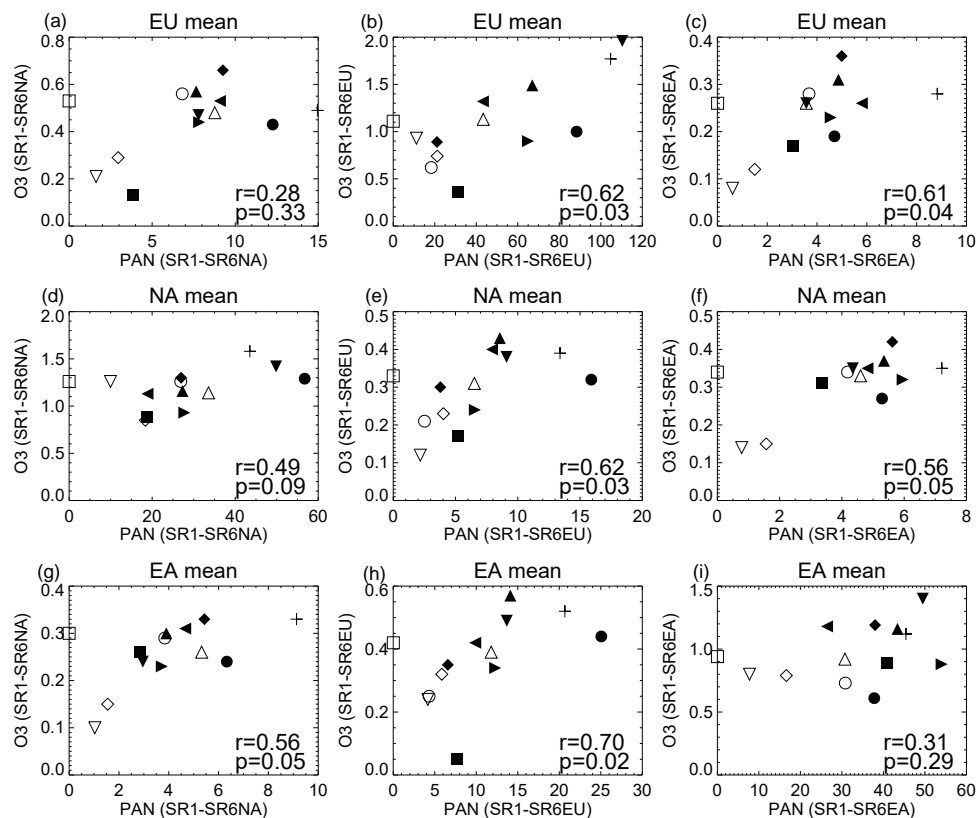 (a) EU mean
O3 (SR1-SR6NA)
0.8
0.6
0.4
0.2
0.0
r=0.28
p=0.33
0 5 10 15
PAN (SR1-SR6NA)
(b) EU mean
O3 (SR1-SR6EU)
2.0
1.5
1.0
0.5
0.0
r=0.62
p=0.03
0 20 40 60 80 100 120
PAN (SR1-SR6EU)
(c) EU mean
O3 (SR1-SR6EA)
0.4
0.3
0.2
0.1
0.0
r=0.61
p=0.04
0 2 4 6 8 10
PAN (SR1-SR6EA)
(d) NA mean
O3 (SR1-SR6NA)
2.0
1.5
1.0
0.5
0.0
r=0.49
p=0.09
0 20 40 60
PAN (SR1-SR6NA)
(e) NA mean
O3 (SR1-SR6EU)
0.5
0.4
0.3
0.2
0.1
0.0
r=0.62
p=0.03
0 5 10 15 20
PAN (SR1-SR6EU)
(f) NA mean
O3 (SR1-SR6EA)
0.5
0.4
0.3
0.2
0.1
0.0
r=0.56
p=0.05
0 2 4 6 8
PAN (SR1-SR6EA)
(g) EA mean
O3 (SR1-SR6NA)
0.4
0.3
0.2
0.1
0.0
r=0.56
p=0.05
0 2 4 6 8 10
PAN (SR1-SR6NA)
(h) EA mean
O3 (SR1-SR6EU)
0.6
0.4
0.2
0.0
r=0.70
p=0.02
0 5 10 15 20 25 30
PAN (SR1-SR6EU)
(i) EA mean
O3 (SR1-SR6EA)
1.5
1.0
0.5
0.0
r=0.31
p=0.29
0 10 20 30 40 50 60
PAN (SR1-SR6EA)